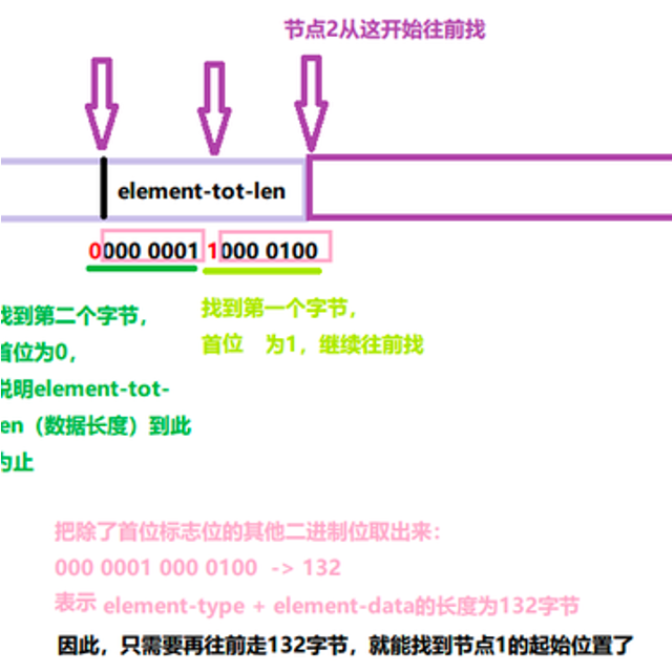 节点2从这开始往前找
element-tot-len
0000 0001 1000 0100
找到第二个字节,
首位为0,
说明element-tot-
len（数据长度）到此
为止
找到第一个字节,
首位 为1，继续往前找
把除了首位标志位的其他二进制位取出来：
000 0001 000 0100 -> 132
表示 element-type + element-data的长度为132字节
因此，只需要再往前走132字节，就能找到节点1的起始位置了